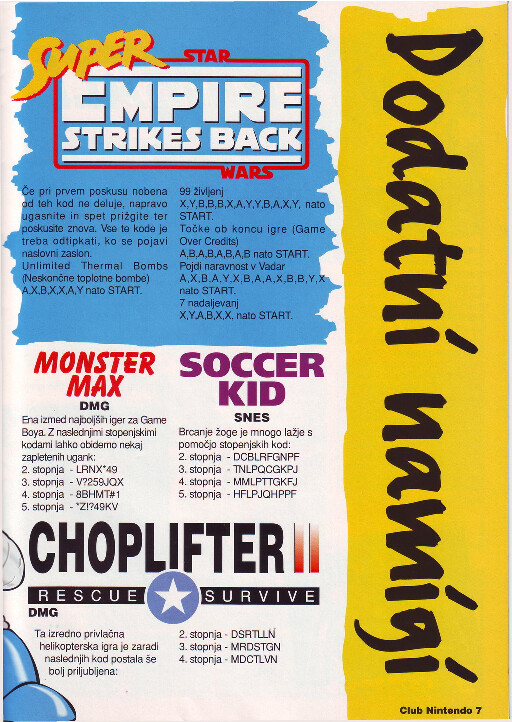 SUPER
STAR
EMPIRE
STRIKES BACK
WARS
Če pri prvem poskusu nobena
od teh kod ne deluje, napravo
ugasnite in spet prižgite ter
poskusite znova. Vse te kode je
treba odtipkati, ko se pojavi
naslovni zaslon.
Unlimited Thermal Bombs
(Neskončne toplotne bombe)
A,X,B,X,X,A,Y nato START.
99 življenj
X,Y,B,B,B,X,A,Y,Y,B,A,X,Y, nato
START.
Točke ob koncu igre (Game
Over Credits)
A,B,A,B,A,B,A,B nato START.
Pojdi naravnost v Vadar
A,X,B,A,Y,X,B,A,A,X,B,B,Y,X
nato START.
7 nadaljevanj
X,Y,A,B,X,X, nato START.
MONSTER
MAX
DMG
Ena izmed najboljših iger za Game
Boya. Z naslednjimi stopenjskimi
kodami lahko obidemo nekaj
zapletenih ugank:
2. stopnja - LRNX*49
3. stopnja - V?259JQX
4. stopnja - 8BHMT#1
5. stopnja - *Z!?49KV
SOCCER
KID
SNES
Brcanje žoge je mnogo lažje s
pomočjo stopenjskih kod:
2. stopnja - DCBLRFGNPF
3. stopnja - TNLPQCGKPJ
4. stopnja - MMLPTTGKFJ
5. stopnja - HFLPJQHPPF
CHOPLIFTER II
RESCUE SURVIVE
DMG
Ta izredno privlačna
helikopterska igra je zaradi
naslednjih kod postala še
bolj priljubljena:
2. stopnja - DSRTLLN
3. stopnja - MRDSTGN
4. stopnja - MDCTLVN
Dodatni namigi
Club Nintendo 7